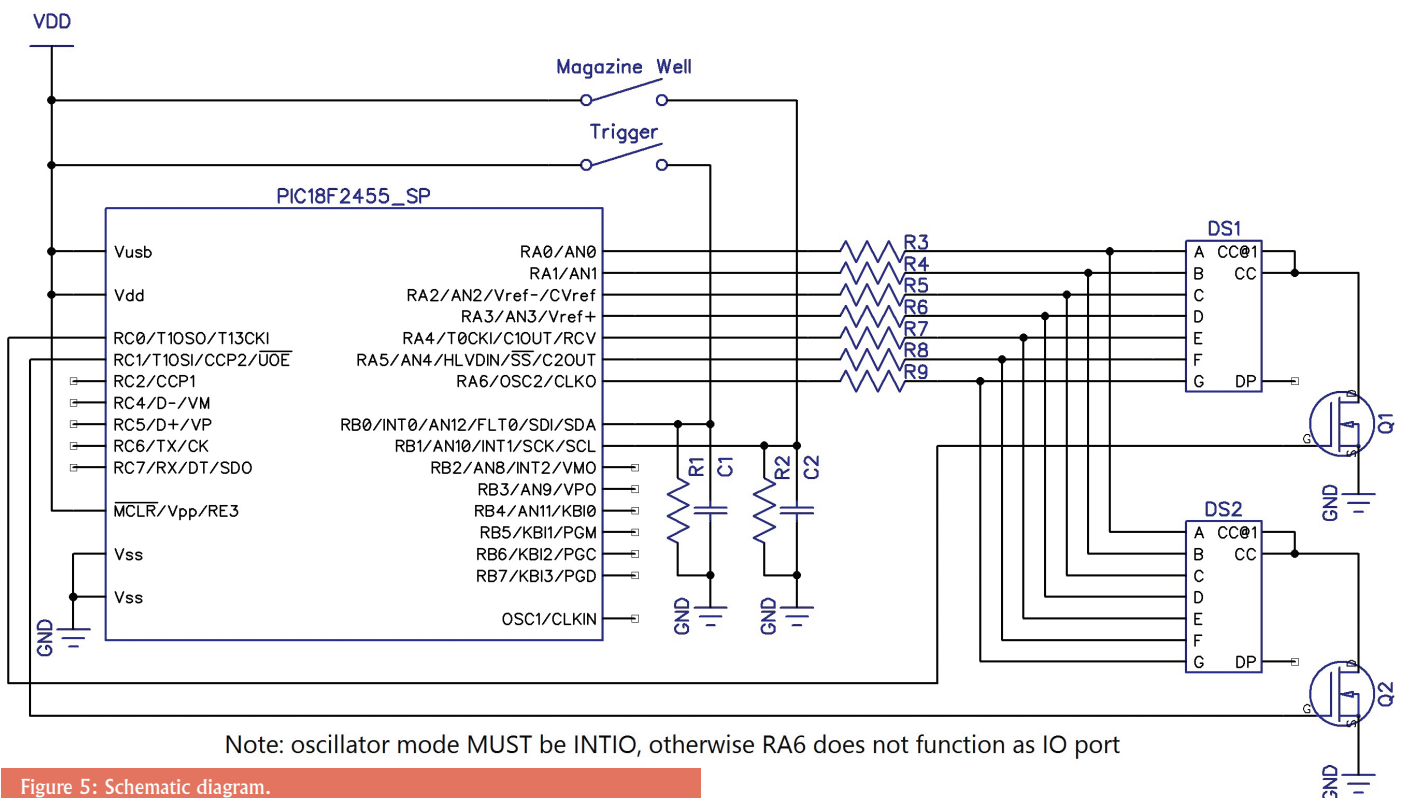 VDD
Magazine Well
Trigger
PIC18F2455_SP
Vusb
Vdd
RC0/T1OSO/T13CKI
RC1/T1OSI/CCP2/UOE
RC2/CCP1
RC4/D-/VM
RC5/D+/VP
RC6/TX/CK
RC7/RX/DT/SDO
MCLR/Vpp/RE3
Vss
Vss
GND
RA0/AN0
RA1/AN1
RA2/AN2/Vref-/CVref
RA3/AN3/Vref+
RA4/T0CKI/C1OUT/RCV
RA5/AN4/HLVDIN/SS/C2OUT
RA6/OSC2/CLKO
RB0/INT0/AN12/FLT0/SDI/SDA
RB1/AN10/INT1/SCK/SCL
RB2/AN8/INT2/VMO
RB3/AN9/VPO
RB4/AN11/KBI0
RB5/KBI1/PGM
RB6/KBI2/PGC
RB7/KBI3/PGD
OSC1/CLKIN
R3
R4
R5
R6
R7
R8
R9
R1
C1
R2
C2
GND
GND
DS1
A CC@1
B CC
C
D
E
F
G DP
D
G
S
Q1
GND
DS2
A CC@1
B CC
C
D
E
F
G DP
D
G
S
Q2
GND
Note: oscillator mode MUST be INTIO, otherwise RA6 does not function as IO port
Figure 5: Schematic diagram.